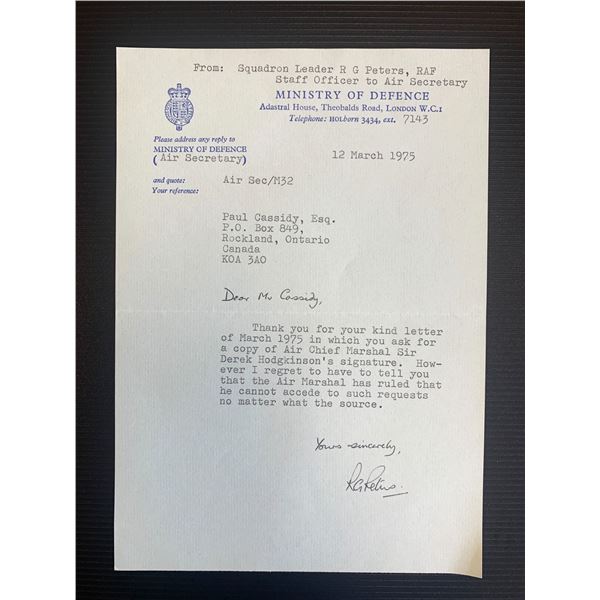 From: Squadron Leader R G Peters, RAF
Staff Officer to Air Secretary
MINISTRY OF DEFENCE
Adastral House, Theobalds Road, LONDON W.C.1
Telephone: HOLborn 3434, ext. 7143
Please address any reply to
MINISTRY OF DEFENCE
(Air Secretary)
12 March 1975
and quote: Air Sec/M32
Your reference:
Paul Cassidy, Esq.
P.O. Box 849,
Rockland, Ontario
Canada
KOA 3AO
Dear Mr Cassidy,
Thank you for your kind letter
of March 1975 in which you ask for
a copy of Air Chief Marshal Sir
Derek Hodgkinson's signature. How-
ever I regret to have to tell you
that the Air Marshal has ruled that
he cannot accede to such requests
no matter what the source.
Yours sincerely,
RGPeters.